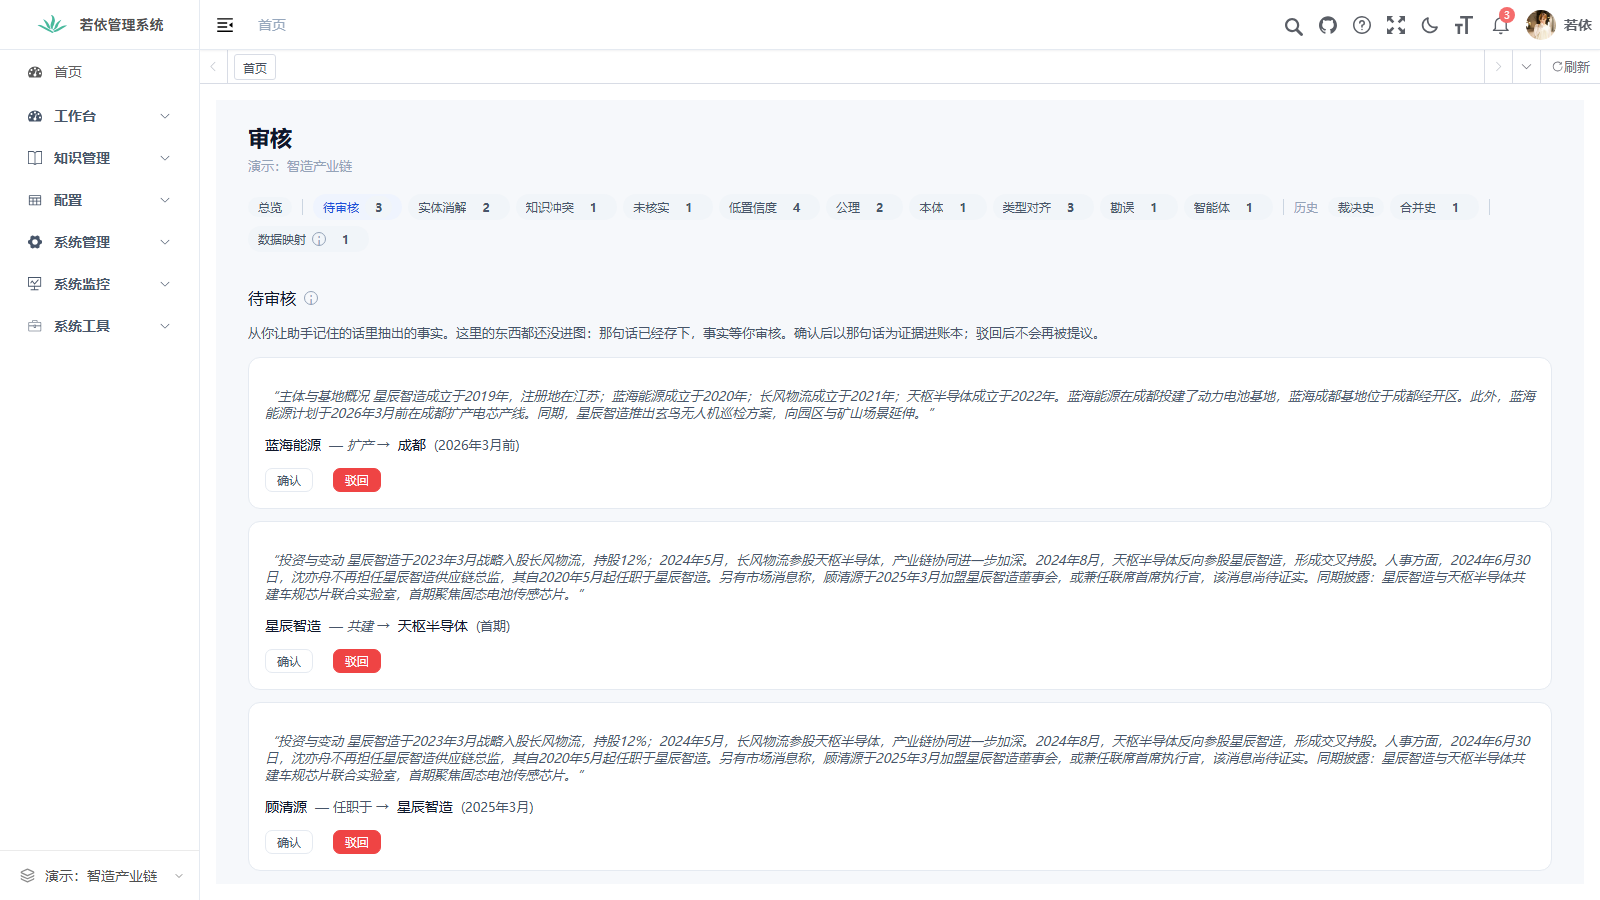 若依管理系统
首页
3
若依
首页
刷新
首页
工作台
知识管理
配置
系统管理
系统监控
系统工具
演示：智造产业链
审核
演示：智造产业链
总览 待审核 3 实体消解 2 知识冲突 1 未核实 1 低置信度 4 公理 2 本体 1 类型对齐 3 勘误 1 智能体 1 历史 裁决史 合并史 1
数据映射 1
待审核
从你让助手记住的话里抽出的事实。这里的东西都还没进图：那句话已经存下，事实等你审核。确认后以那句话为证据进账本；驳回后不会再被提议。
“主体与基地概况 星辰智造成立于2019年，注册地在江苏；蓝海能源成立于2020年；长风物流成立于2021年；天枢半导体成立于2022年。蓝海能源在成都投建了动力电池基地，蓝海成都基地位于成都经开区。此外，蓝海
能源计划于2026年3月前在成都扩产电芯产线。同期，星辰智造推出玄鸟无人机巡检方案，向园区与矿山场景延伸。”
蓝海能源 — 扩产 → 成都 (2026年3月前)
确认 驳回
“投资与变动 星辰智造于2023年3月战略入股长风物流，持股12%；2024年5月，长风物流参股天枢半导体，产业链协同进一步加深。2024年8月，天枢半导体反向参股星辰智造，形成交叉持股。人事方面，2024年6月30
日，沈亦舟不再担任星辰智造供应链总监，其自2020年5月起任职于星辰智造。另有市场消息称，顾清源于2025年3月加盟星辰智造董事会，或兼任联席首席执行官，该消息尚待证实。同期披露：星辰智造与天枢半导体共
建车规芯片联合实验室，首期聚焦固态电池传感芯片。”
星辰智造 — 共建 → 天枢半导体 (首期)
确认 驳回
“投资与变动 星辰智造于2023年3月战略入股长风物流，持股12%；2024年5月，长风物流参股天枢半导体，产业链协同进一步加深。2024年8月，天枢半导体反向参股星辰智造，形成交叉持股。人事方面，2024年6月30
日，沈亦舟不再担任星辰智造供应链总监，其自2020年5月起任职于星辰智造。另有市场消息称，顾清源于2025年3月加盟星辰智造董事会，或兼任联席首席执行官，该消息尚待证实。同期披露：星辰智造与天枢半导体共
建车规芯片联合实验室，首期聚焦固态电池传感芯片。”
顾清源 — 任职于 → 星辰智造 (2025年3月)
确认 驳回